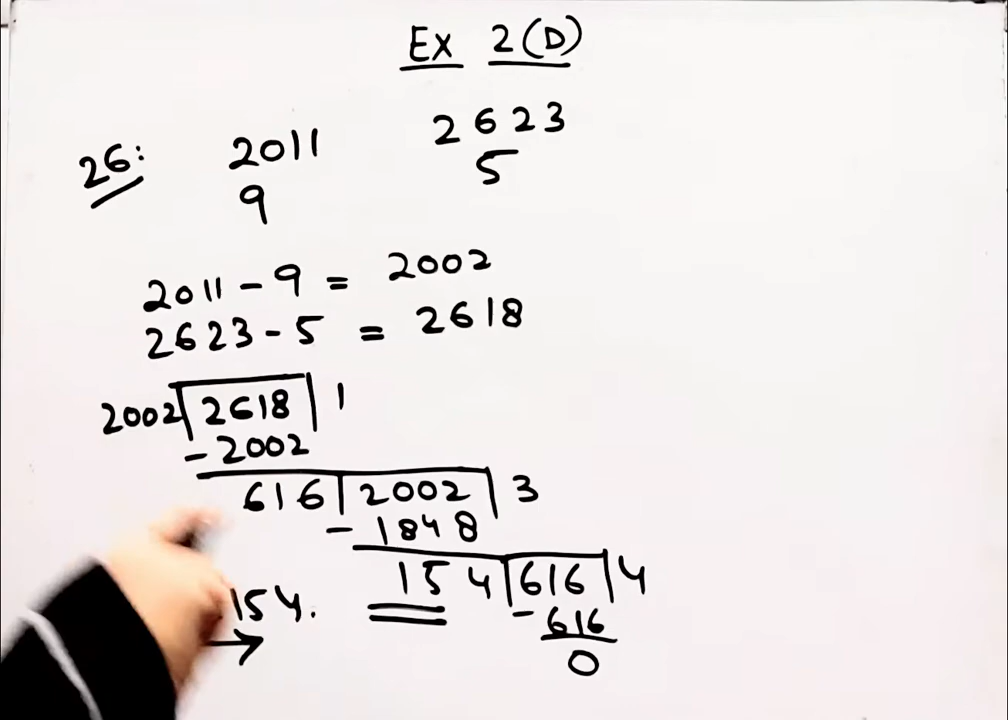 Ex 2(D)
26: 2011 2623
9 5
2011 - 9 = 2002
2623 - 5 = 2618
2002 2618 1
- 2002
616 2002 3
- 1848
154 616 4
- 616
154. 0